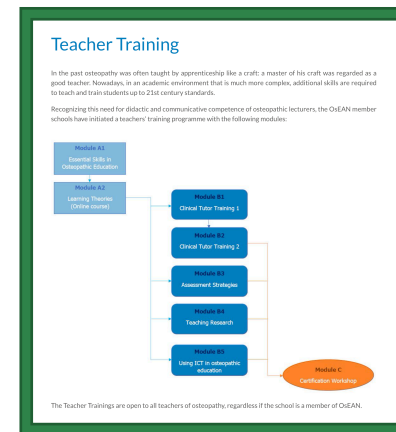 Teacher Training
In the past osteopathy was often taught by apprenticeship like a craft; a master of his craft was regarded as a
good teacher. Nowadays, in an academic environment that is much more complex, additional skills are required
to teach and train students up to 21st century standards.
Recognizing this need for didactic and communicative competence of osteopathic lecturers, the OsEAN member
schools have initiated a teachers' training programme with the following modules:
Module A1
Essential Skills in
Osteopathic Education
Module A2
Learning Theories
(Online course)
Module B1
Clinical Tutor Training 1
Module B2
Clinical Tutor Training 2
Module B3
Assessment Strategies
Module B4
Teaching Research
Module B5
Using ICT in osteopathic
education
Module C
Certification Workshop
The Teacher Trainings are open to all teachers of osteopathy, regardless if the school is a member of OsEAN.